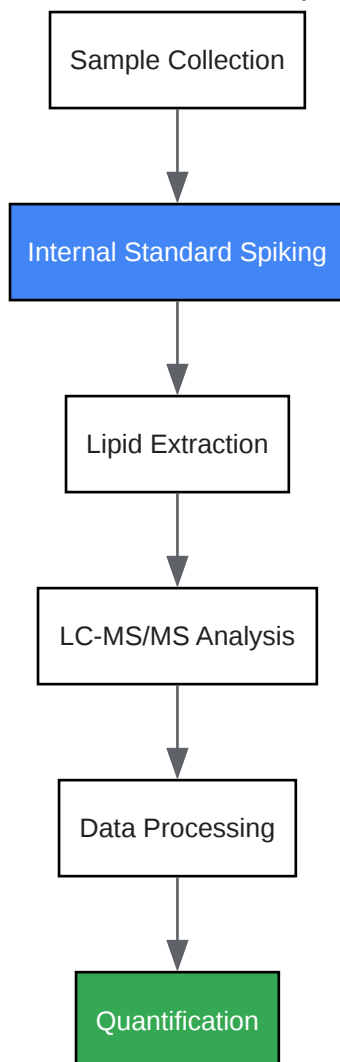 Sample Collection
Internal Standard Spiking
Lipid Extraction
LC-MS/MS Analysis
Data Processing
Quantification